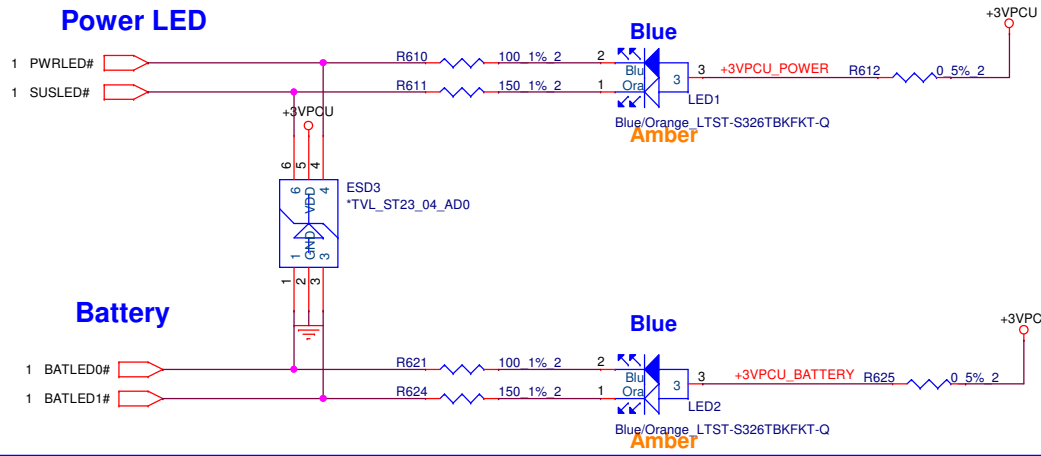 Power LED
Blue
+3VPCU
1 PWRLED#
R610 100_1%_2 2
Blu
3 3 +3VPCU_POWER R612 0_5%_2
1 SUSLED#
R611 150_1%_2 1 Ora
LED1
+3VPCU
Blue/Orange_LTST-S326TBKFKT-Q
Amber
6 5 4
6 VDD 4
ESD3
*TVL_ST23_04_AD0
1 GND 3
1 2 3
Battery
Blue
+3VPC
1 BATLED0#
R621 100_1%_2 2
Blu
3 3 +3VPCU_BATTERY R625 0_5%_2
1 BATLED1#
R624 150_1%_2 1 Ora
LED2
Blue/Orange_LTST-S326TBKFKT-Q
Amber